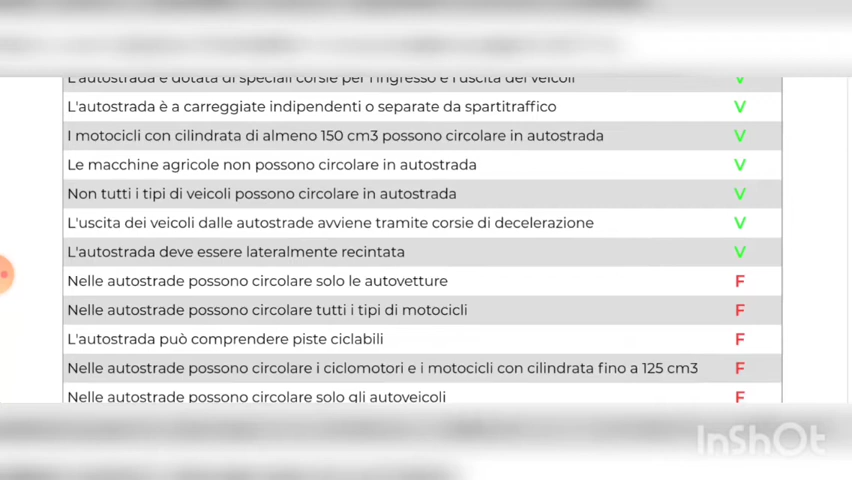 L'autostrada è dotata di speciali corsie per l'ingresso e l'uscita dei veicoli V
L'autostrada è a carreggiate indipendenti o separate da spartitraffico V
I motocicli con cilindrata di almeno 150 cm3 possono circolare in autostrada V
Le macchine agricole non possono circolare in autostrada V
Non tutti i tipi di veicoli possono circolare in autostrada V
L'uscita dei veicoli dalle autostrade avviene tramite corsie di decelerazione V
L'autostrada deve essere lateralmente recintata V
Nelle autostrade possono circolare solo le autovetture F
Nelle autostrade possono circolare tutti i tipi di motocicli F
L'autostrada può comprendere piste ciclabili F
Nelle autostrade possono circolare i ciclomotori e i motocicli con cilindrata fino a 125 cm3 F
Nelle autostrade possono circolare solo gli autoveicoli F
InShOt